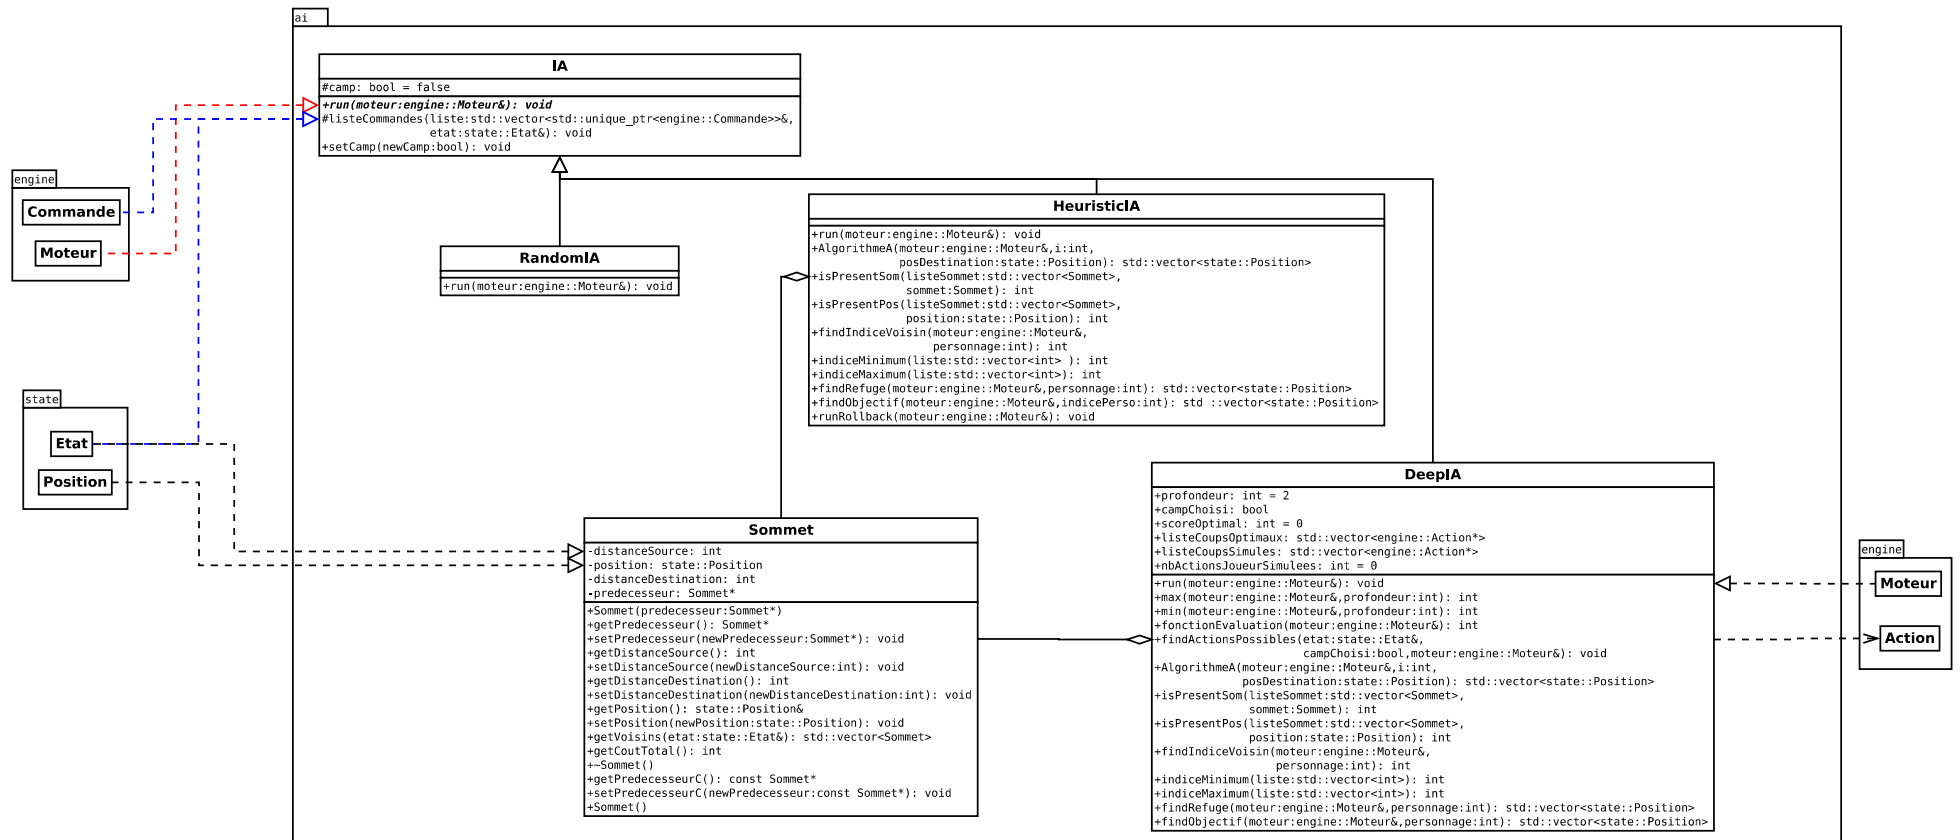 ai
IA
#camp: bool = false
+run(moteur:engine::Moteur&): void
#listeCommandes(liste:std::vector<std::unique_ptr<engine::Commande>>&,
etat:state::Etat&): void
+setCamp(newCamp:bool): void
engine
Commande
Moteur
RandomIA
+run(moteur:engine::Moteur&): void
HeuristicIA
+run(moteur:engine::Moteur&): void
+AlgorithmeA(moteur:engine::Moteur&,i:int,
posDestination:state::Position): std::vector<state::Position>
+isPresentSom(listeSommet:std::vector<Sommet>,
sommet:Sommet): int
+isPresentPos(listeSommet:std::vector<Sommet>,
position:state::Position): int
+findIndiceVoisin(moteur:engine::Moteur&,
personnage:int): int
+indiceMinimum(liste:std::vector<int> ): int
+indiceMaximum(liste:std::vector<int>): int
+findRefuge(moteur:engine::Moteur&,personnage:int): std::vector<state::Position>
+findObjectif(moteur:engine::Moteur&,indicePerso:int): std ::vector<state::Position>
+runRollback(moteur:engine::Moteur&): void
state
Etat
Position
Sommet
-distanceSource: int
-position: state::Position
-distanceDestination: int
-predecesseur: Sommet*
+Sommet(predecesseur:Sommet*)
+getPredecesseur(): Sommet*
+setPredecesseur(newPredecesseur:Sommet*): void
+getDistanceSource(): int
+setDistanceSource(newDistanceSource:int): void
+getDistanceDestination(): int
+setDistanceDestination(newDistanceDestination:int): void
+getPosition(): state::Position&
+setPosition(newPosition:state::Position): void
+getVoisins(etat:state::Etat&): std::vector<Sommet>
+getCoutTotal(): int
+~Sommet()
+getPredecesseurC(): const Sommet*
+setPredecesseurC(newPredecesseur:const Sommet*): void
+Sommet()
DeepIA
+profondeur: int = 2
+campChoisi: bool
+scoreOptimal: int = 0
+listeCoupsOptimaux: std::vector<engine::Action*>
+listeCoupsSimules: std::vector<engine::Action*>
+nbActionsJoueurSimulees: int = 0
+run(moteur:engine::Moteur&): void
+max(moteur:engine::Moteur&,profondeur:int): int
+min(moteur:engine::Moteur&,profondeur:int): int
+fonctionEvaluation(moteur:engine::Moteur&): int
+findActionsPossibles(etat:state::Etat&,
campChoisi:bool,moteur:engine::Moteur&): void
+AlgorithmeA(moteur:engine::Moteur&,i:int,
posDestination:state::Position): std::vector<state::Position>
+isPresentSom(listeSommet:std::vector<Sommet>,
sommet:Sommet): int
+isPresentPos(listeSommet:std::vector<Sommet>,
position:state::Position): int
+findIndiceVoisin(moteur:engine::Moteur&,
personnage:int): int
+indiceMinimum(liste:std::vector<int>): int
+indiceMaximum(liste:std::vector<int>): int
+findRefuge(moteur:engine::Moteur&,personnage:int): std::vector<state::Position>
+findObjectif(moteur:engine::Moteur&,personnage:int): std::vector<state::Position>
engine
Moteur
Action